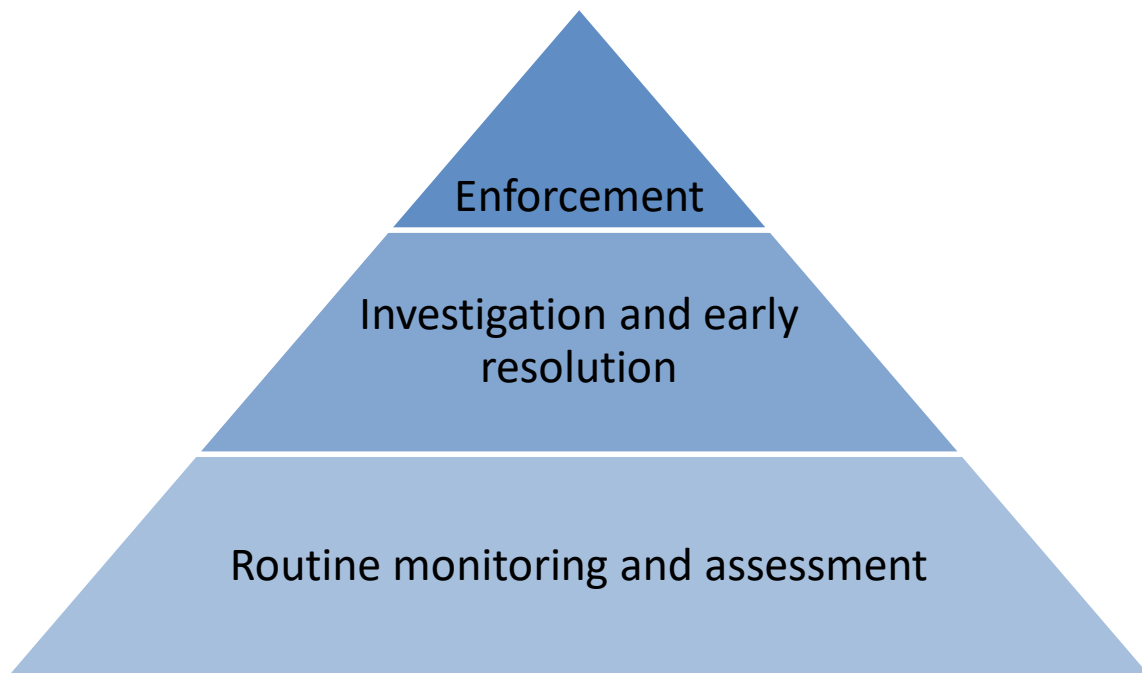 Enforcement
Investigation and early
resolution
Routine monitoring and assessment